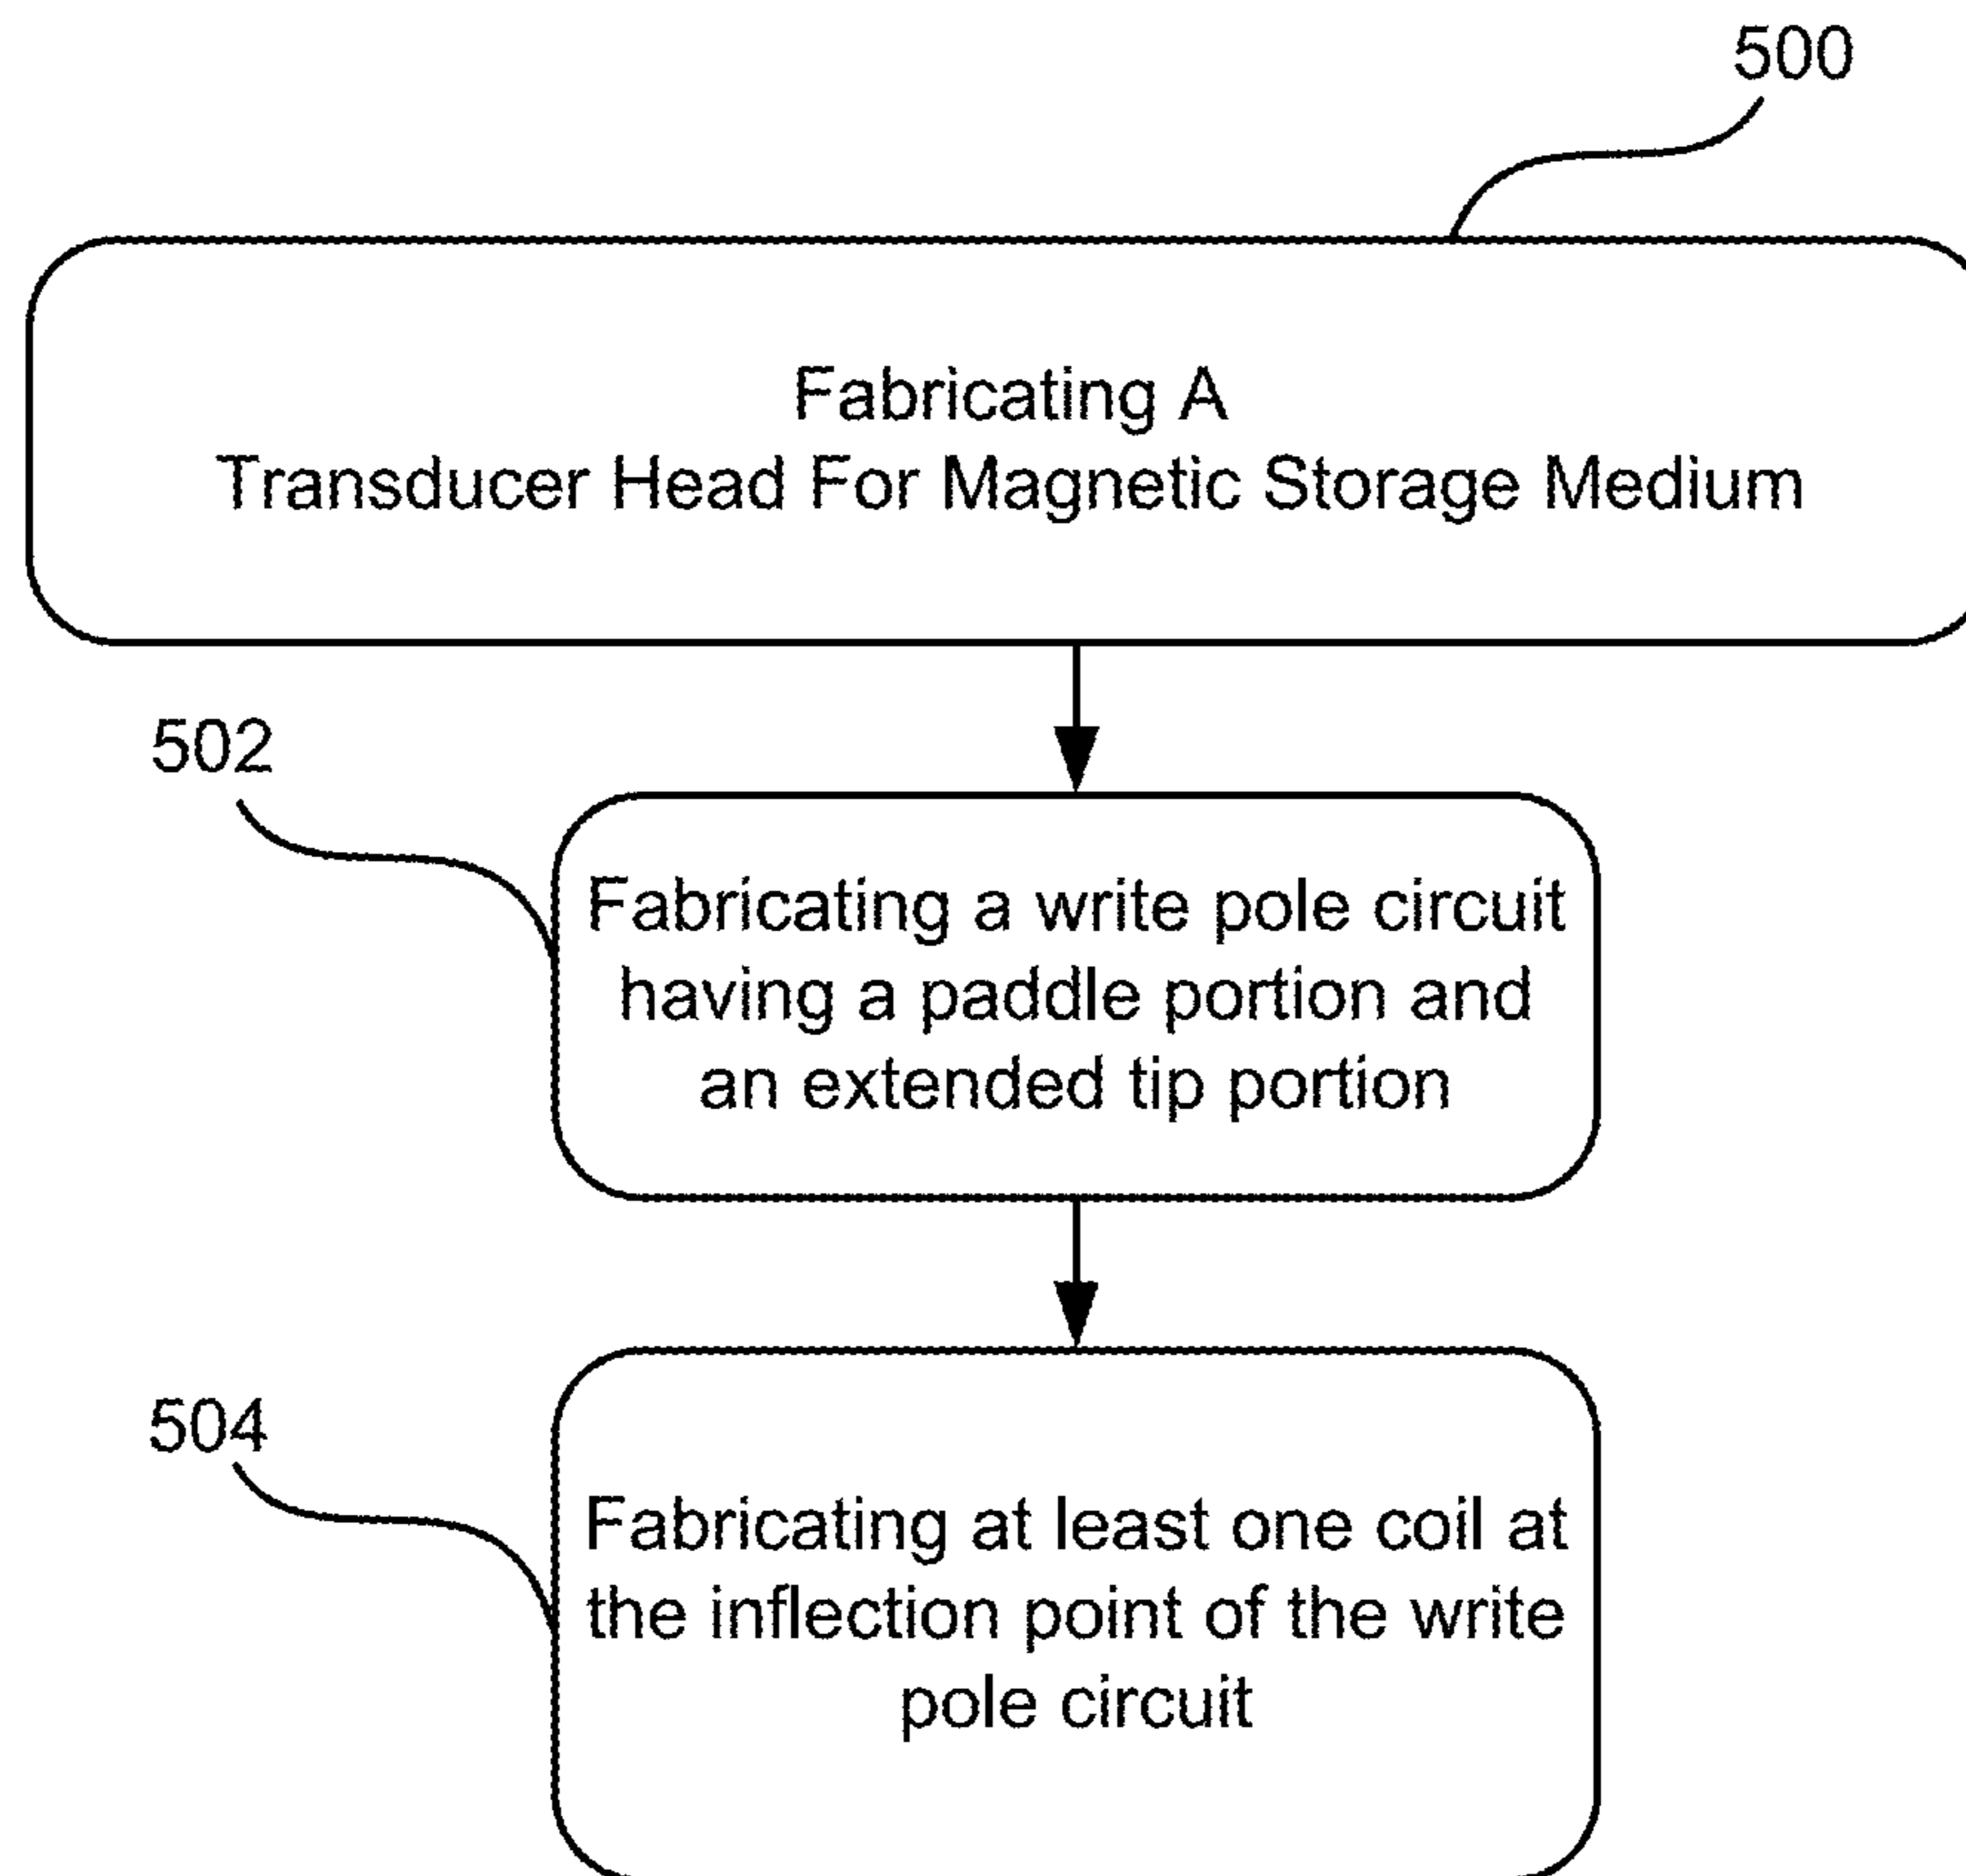 500
Fabricating A
Transducer Head For Magnetic Storage Medium
502
Fabricating a write pole circuit
having a paddle portion and
an extended tip portion
504
Fabricating at least one coil at
the inflection point of the write
pole circuit